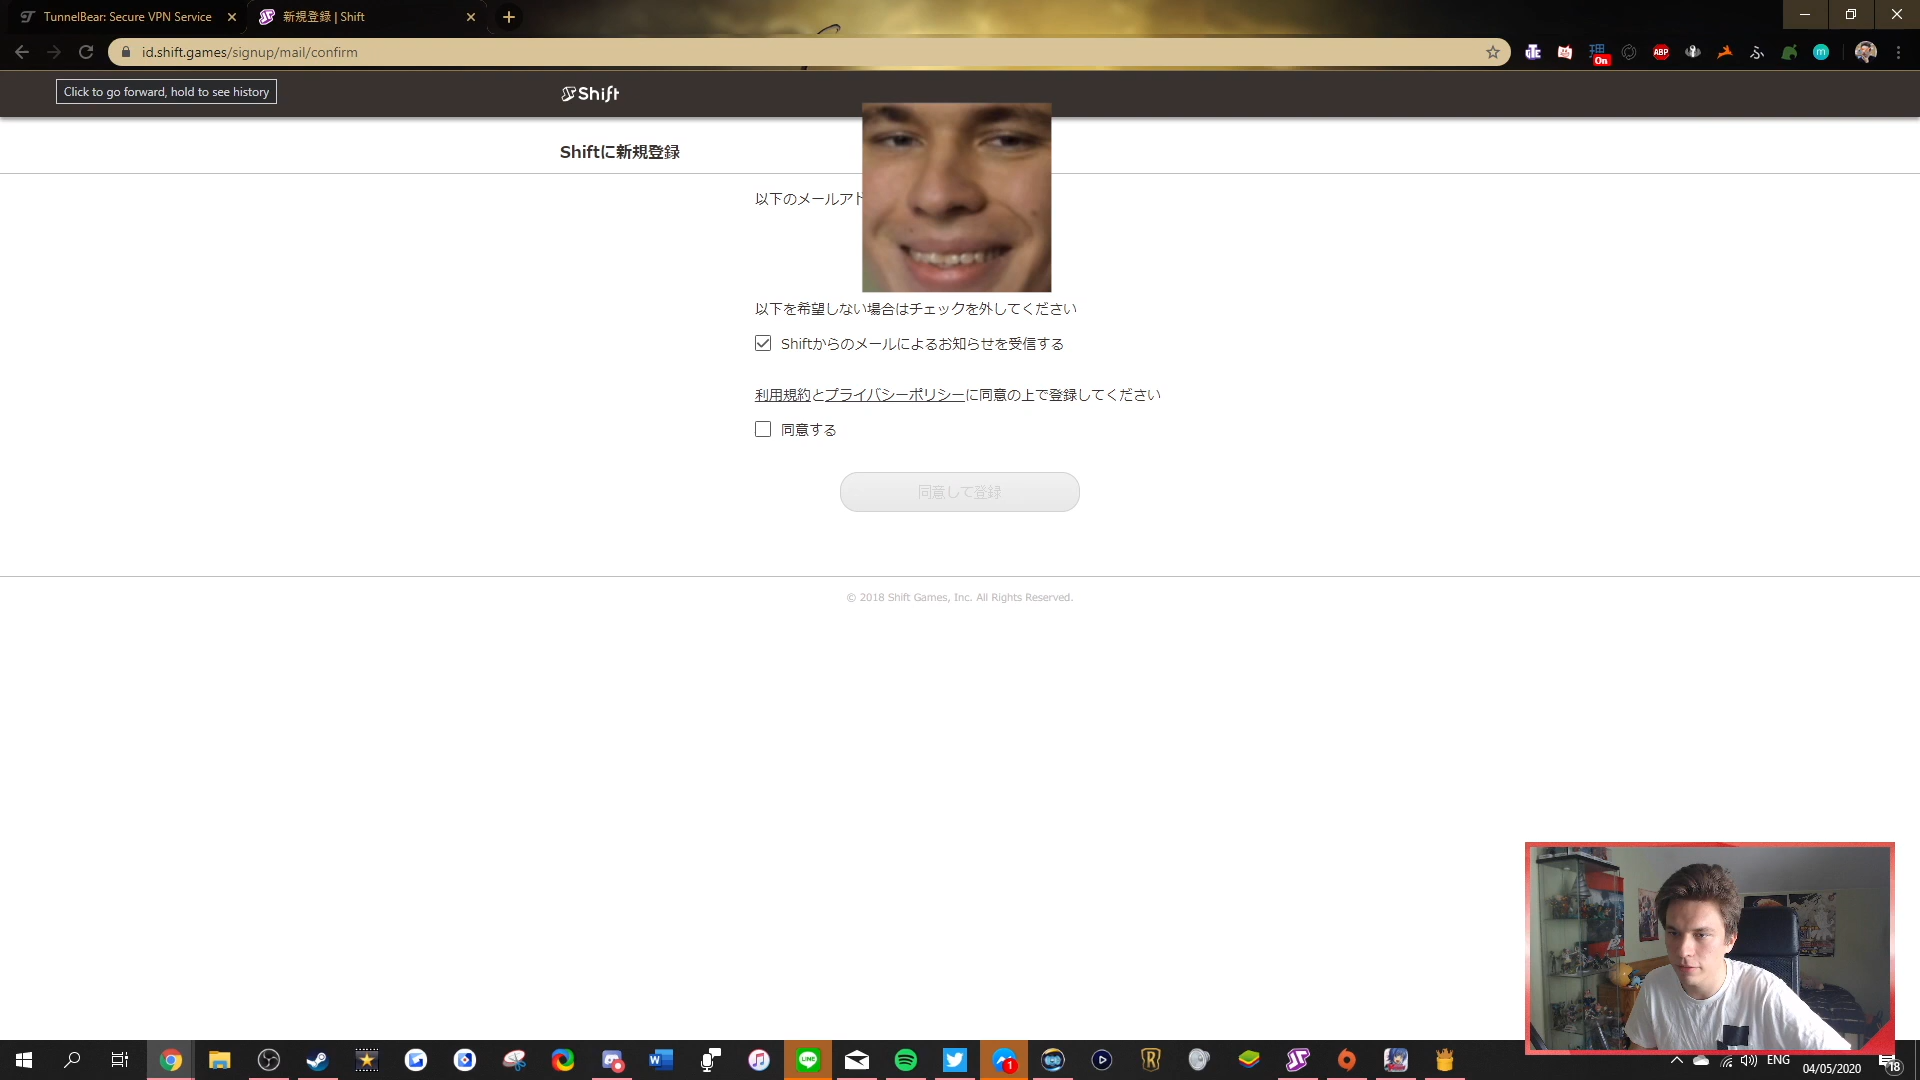 TunnelBear: Secure VPN Service
新規登録 | Shift
id.shift.games/signup/mail/confirm
On
ABP
ふ
m
Click to go forward, hold to see history
Shift
Shiftに新規登録
以下のメールアド
以下を希望しない場合はチェックを外してください
Shiftからのメールによるお知らせを受信する
利用規約とプライバシーポリシーに同意の上で登録してください
同意する
同意して登録
© 2018 Shift Games, Inc. All Rights Reserved.
LINE
1
ENG
04/05/2020
18